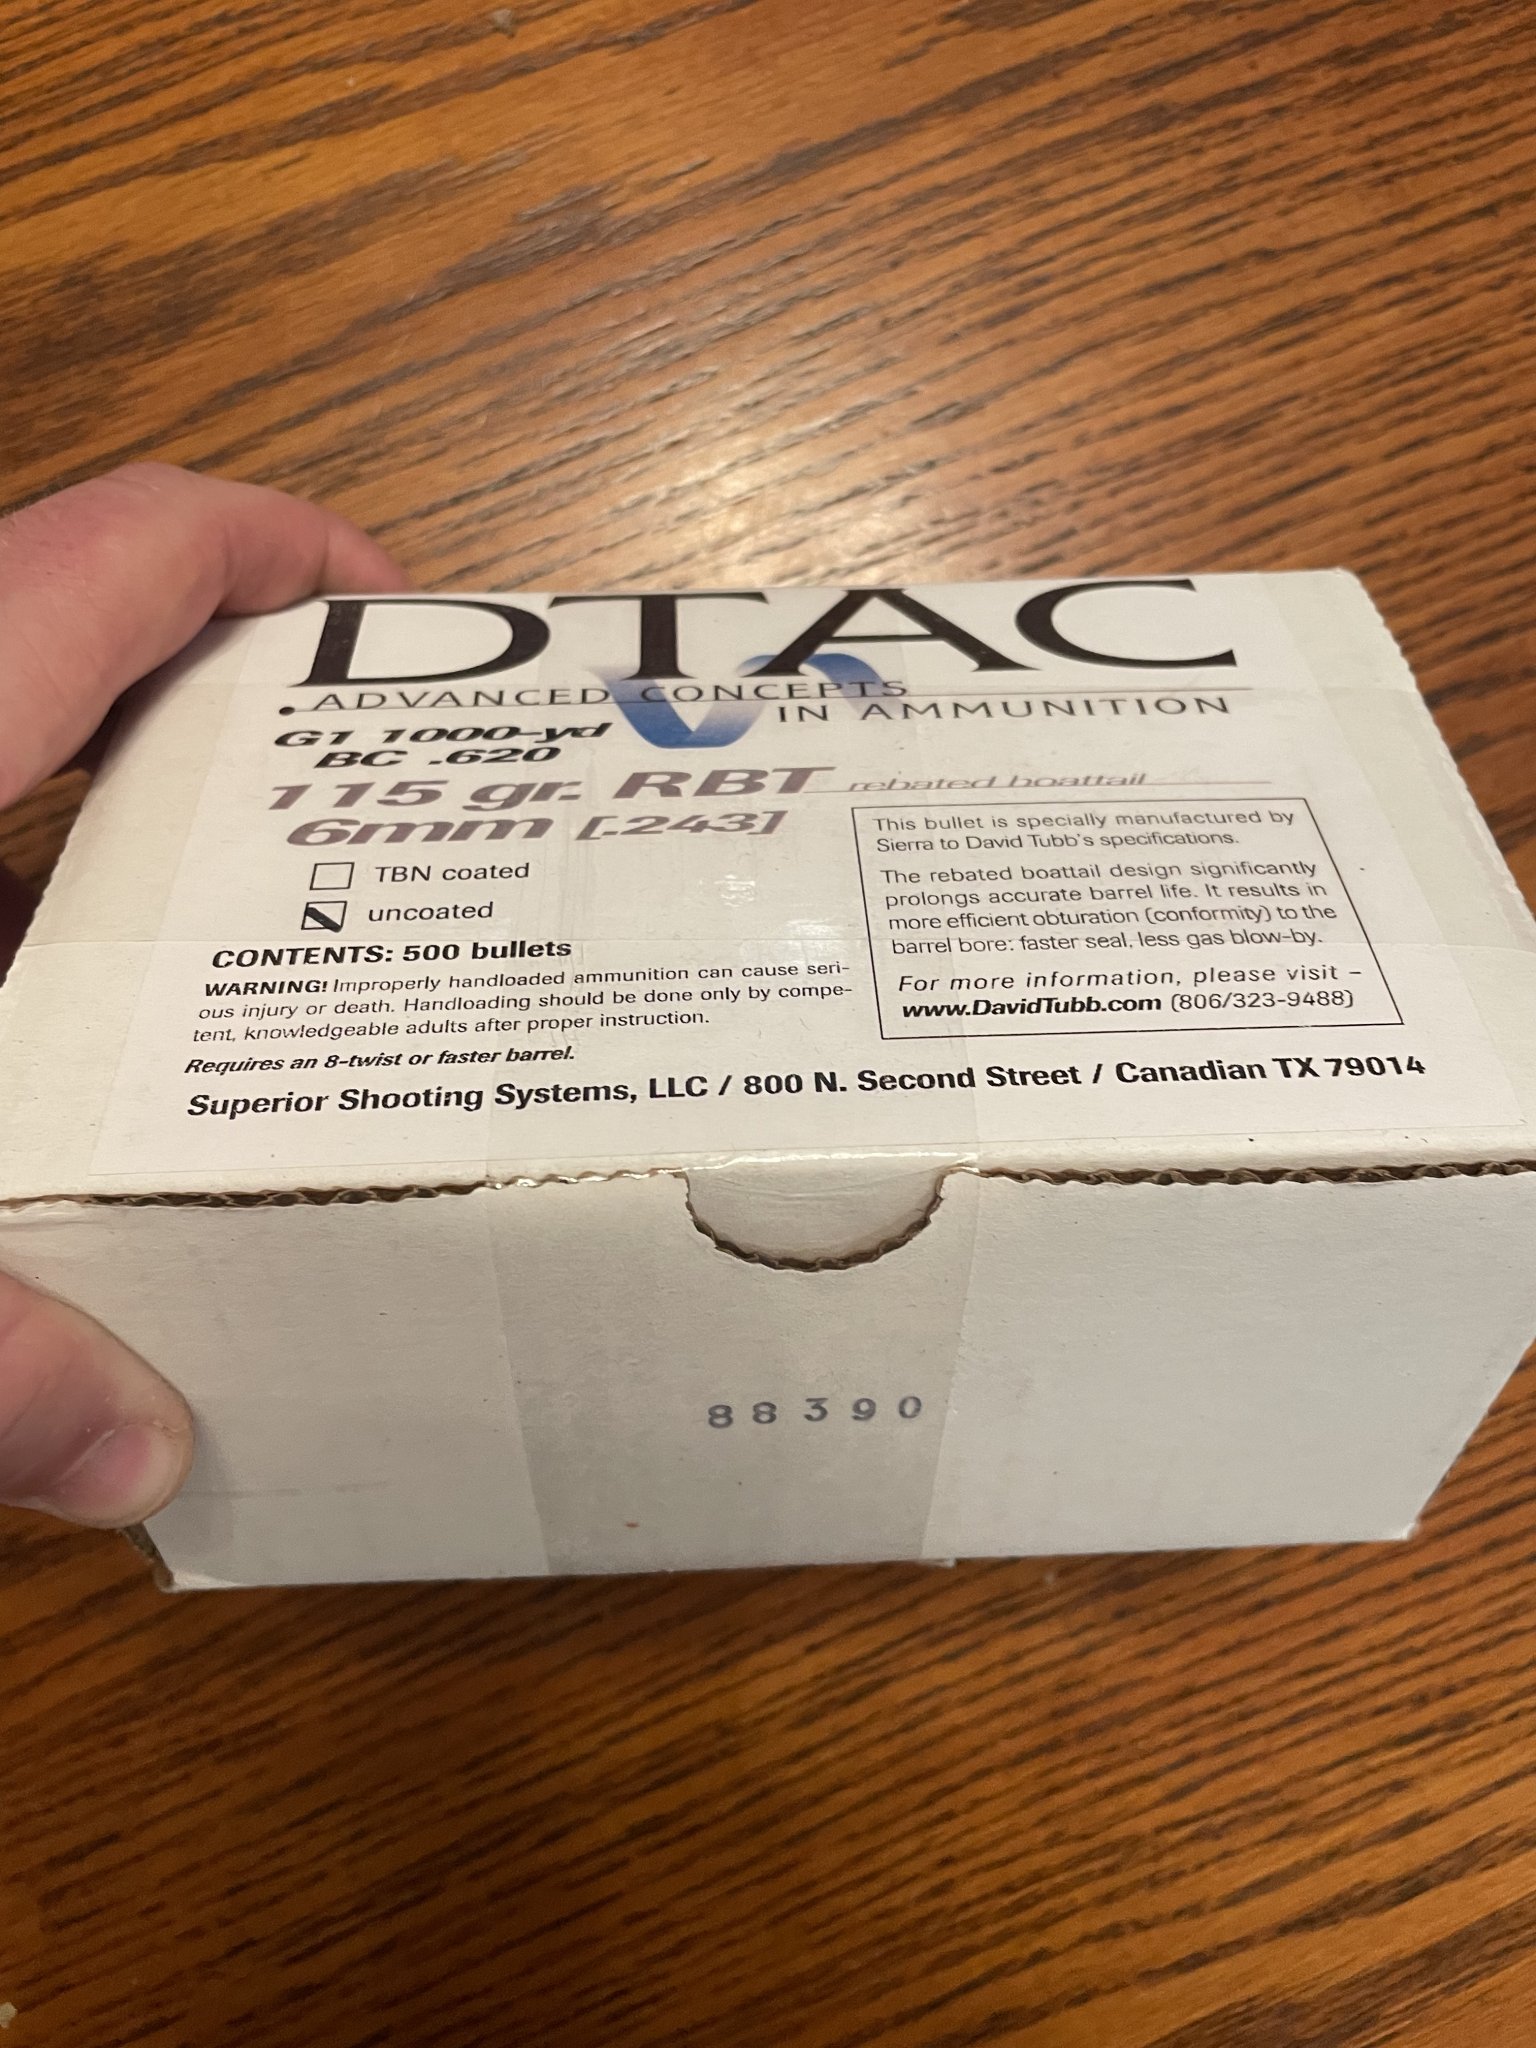 DTAC
.ADVANCED CONCEPTS
IN AMMUNITION
G1 1000-yd
BC .620
115 gr. RBT rebated boattail
6mm [.243]
TBN coated
uncoated
CONTENTS: 500 bullets
WARNING! Improperly handloaded ammunition can cause seri-
ous injury or death. Handloading should be done only by compe-
tent, knowledgeable adults after proper instruction.
Requires an 8-twist or faster barrel.
This bullet is specially manufactured by
Sierra to David Tubb's specifications.
The rebated boattail design significantly
prolongs accurate barrel life. It results in
more efficient obturation (conformity) to the
barrel bore: faster seal, less gas blow-by.
For more information, please visit –
www.DavidTubb.com (806/323-9488)
Superior Shooting Systems, LLC / 800 N. Second Street / Canadian TX 79014
88390